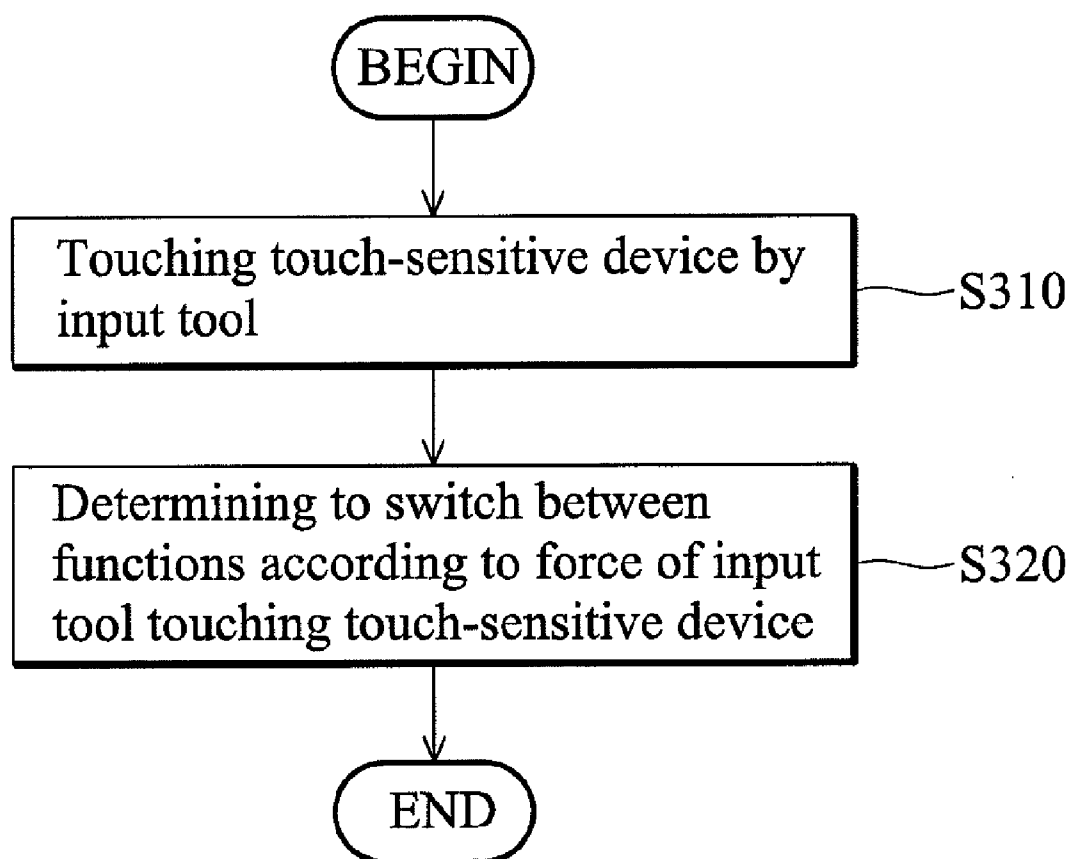 BEGIN
Touching touch-sensitive device by
input tool
S310
Determining to switch between
functions according to force of input
tool touching touch-sensitive device
S320
END